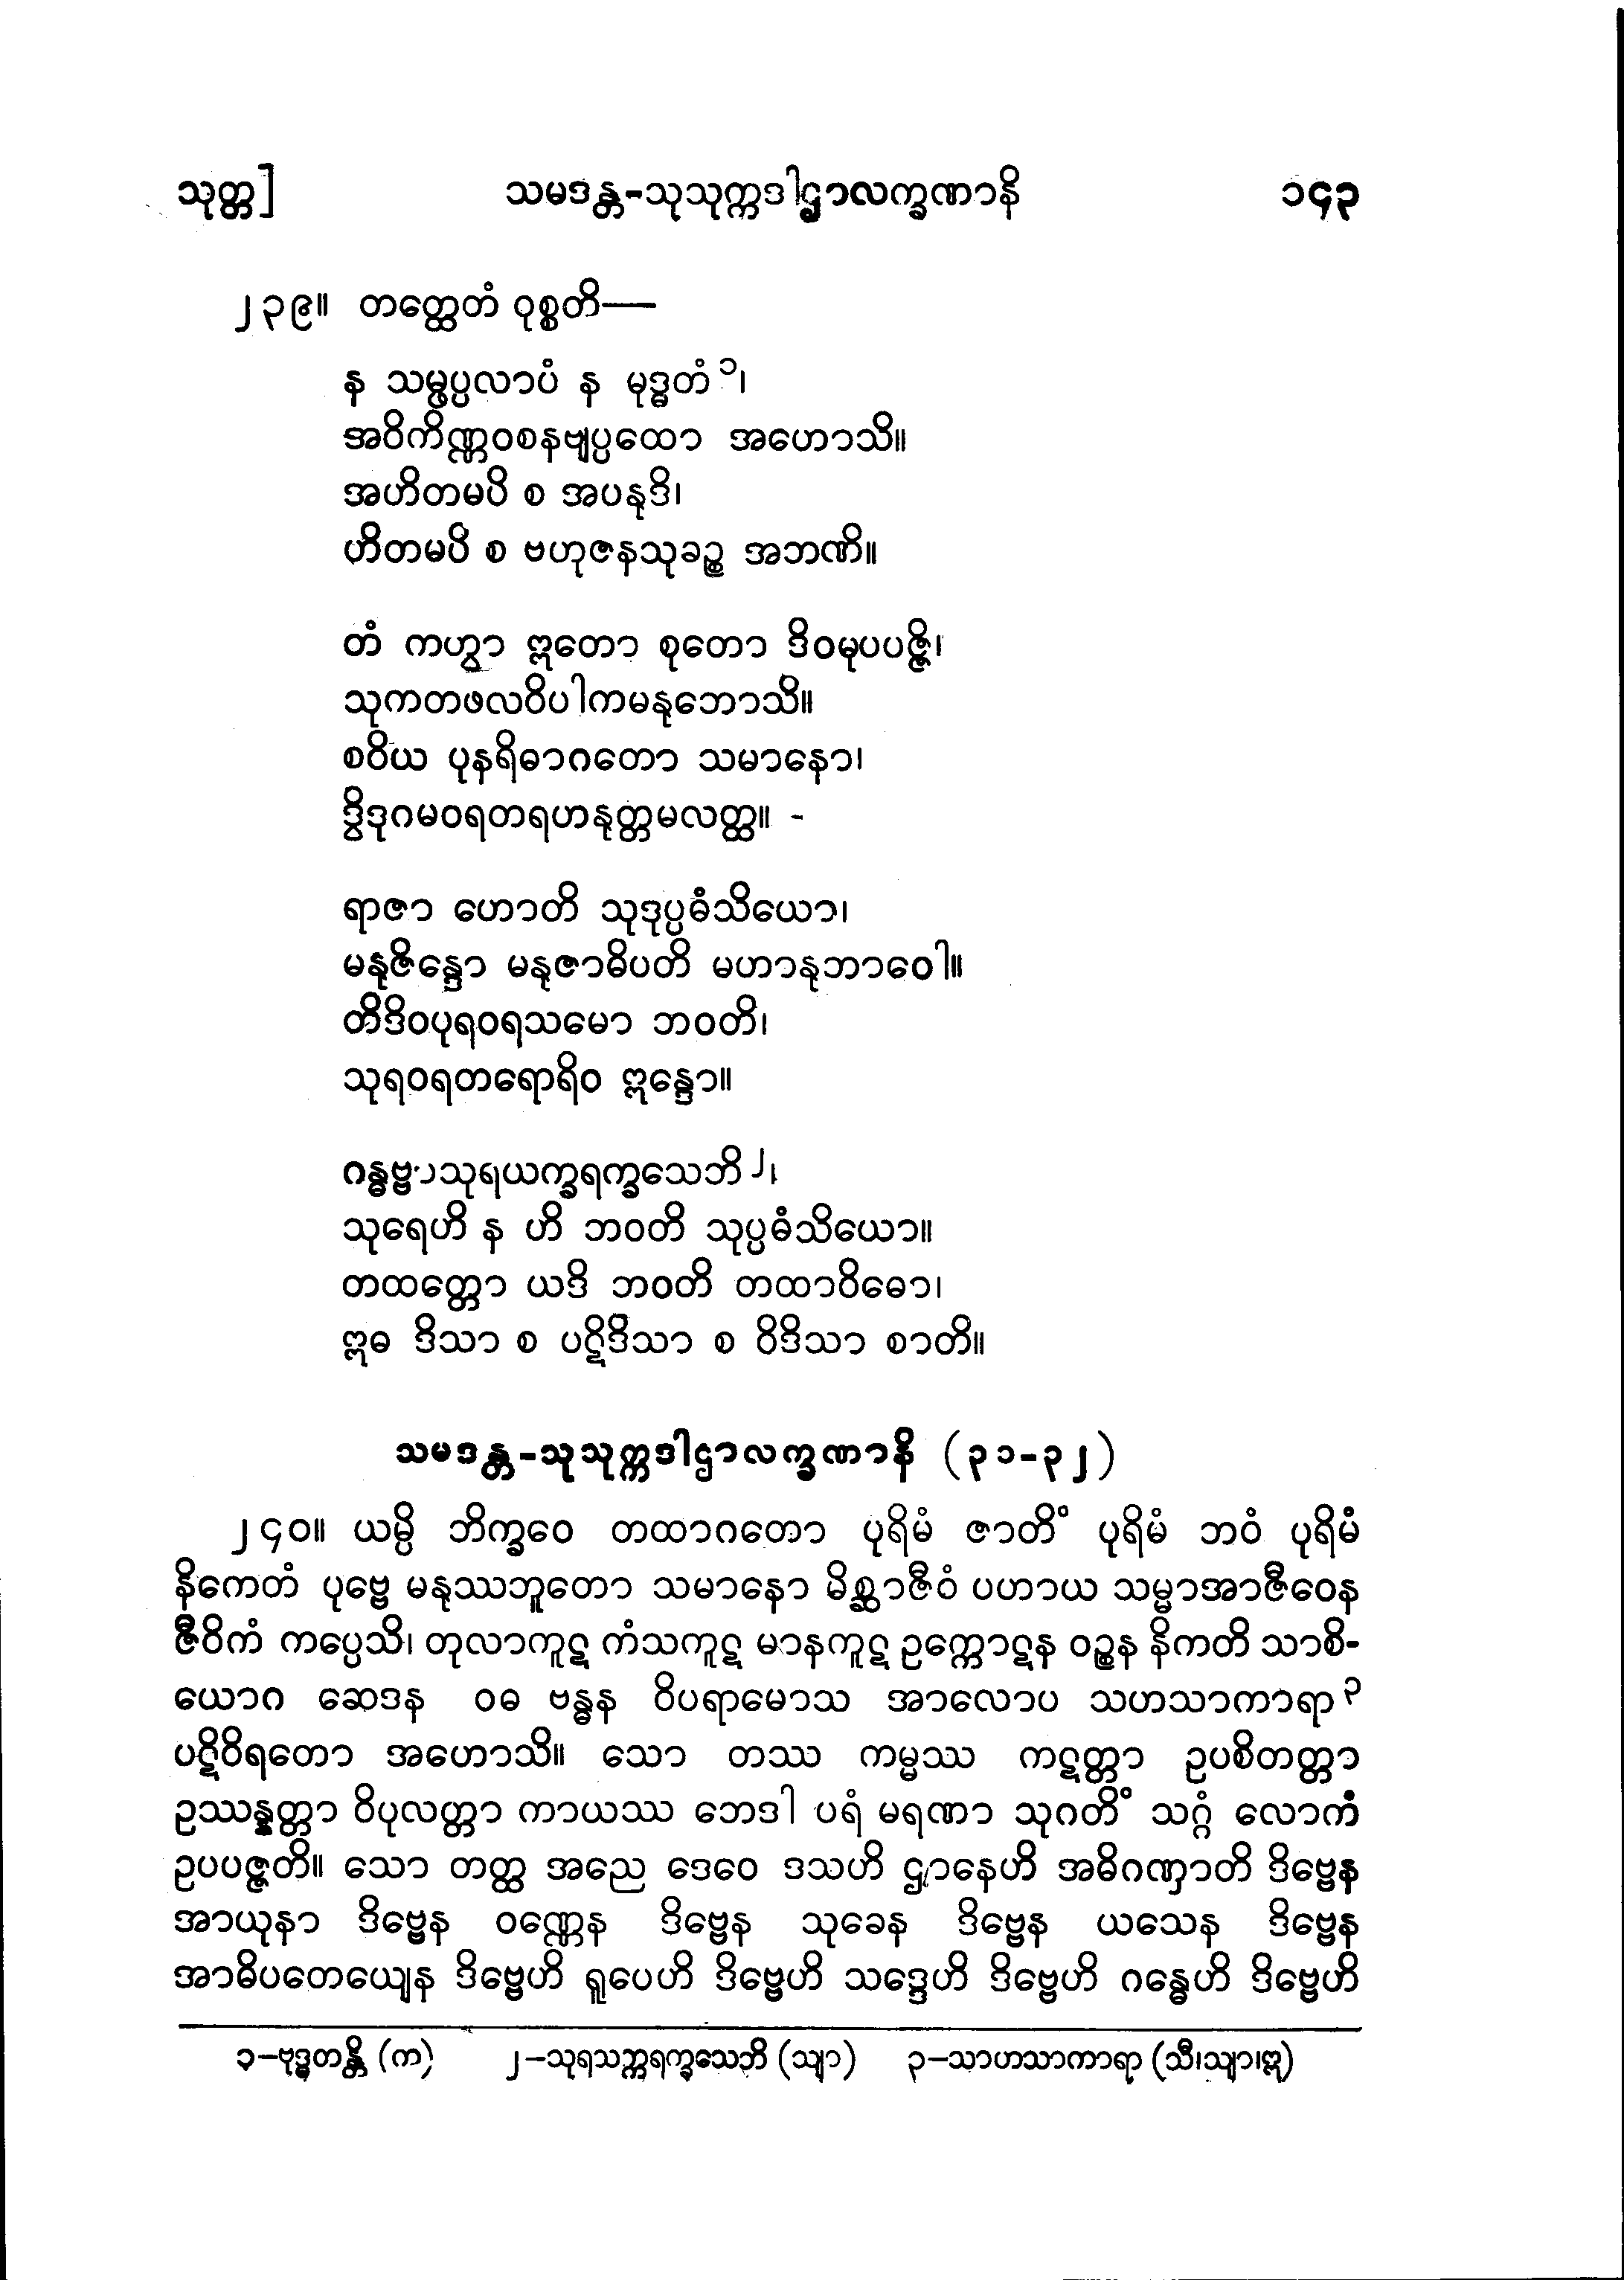 သုတ္တ] သမဒန္တ-သုသုက္ကဒါဌာလက္ခဏာနိ ၁၄၃
၂၃၉။ တတ္ထေတံ ဝုစ္စတိ—
န သမ္ဖပ္ပလာပံ န မုဒ္ဓတံ၁၊
အဝိကိဏ္ဏဝစနဗျပ္ပထော အဟောသိ။
အဟိတမပိ စ အပနုဒိ၊
ဟိတမပိ စ ဗဟုဇနသုခဉ္စ အဘဏိ။
တံ ကတွာ ဣတော စုတော ဒိဝမုပပဇ္ဇိ၊
သုကတဖလဝိပါကမနုဘောသိ။
စဝိယ ပုနရိဓာဂတော သမာနော၊
ဒွိဒုဂမဝရတရဟနုတ္တမလတ္ထ။ -
ရာဇာ ဟောတိ သုဒုပ္ပဓံသိယော၊
မနုဇိန္ဒော မနုဇာဓိပတိ မဟာနုဘာဝေါ။
တိဒိဝပုရဝရသမော ဘဝတိ၊
သုရဝရတရောရိဝ ဣန္ဒော။
ဂန္ဓဗ္ဗာသုရယက္ခရက္ခသေဘိ၂၊
သုရေဟိ န ဟိ ဘဝတိ သုပ္ပဓံသိယော။
တထတ္တော ယဒိ ဘဝတိ တထာဝိဓော၊
ဣဓ ဒိသာ စ ပဋိဒိသာ စ ဝိဒိသာ စာတိ။
သမဒန္တ-သုသုက္ကဒါဌာလက္ခဏာနိ (၃၁-၃၂)
၂၄၀။ ယမ္ပိ ဘိက္ခဝေ တထာဂတော ပုရိမံ ဇာတိံ ပုရိမံ ဘဝံ ပုရိမံ
နိကေတံ ပုဗ္ဗေ မနုဿဘူတော သမာနော မိစ္ဆာဇီဝံ ပဟာယ သမ္မာအာဇီဝေန
ဇီဝိကံ ကပ္ပေသိ၊ တုလာကူဋ ကံသကူဋ မာနကူဋ ဥက္ကောဋန ဝဉ္စန နိကတိ သာစိ-
ယောဂ ဆေဒန ဝဓ ဗန္ဓန ဝိပရာမောသ အာလောပ သဟသာကာရာ၃
ပဋိဝိရတော အဟောသိ။ သော တဿ ကမ္မဿ ကဋတ္တာ ဥပစိတတ္တာ
ဥဿန္နတ္တာ ဝိပုလတ္တာ ကာယဿ ဘေဒါ ပရံ မရဏာ သုဂတိံ သဂ္ဂံ လောကံ
ဥပပဇ္ဇတိ။ သော တတ္ထ အညေ ဒေဝေ ဒသဟိ ဌာနေဟိ အဓိဂဏှာတိ ဒိဗ္ဗေန
အာယုနာ ဒိဗ္ဗေန ဝဏ္ဏေန ဒိဗ္ဗေန သုခေန ဒိဗ္ဗေန ယသေန ဒိဗ္ဗေန
အာဓိပတေယျေန ဒိဗ္ဗေဟိ ရူပေဟိ ဒိဗ္ဗေဟိ သဒ္ဒေဟိ ဒိဗ္ဗေဟိ ဂန္ဓေဟိ ဒိဗ္ဗေဟိ
၁–ဗုဒ္ဓတန္တိ (က) ၂–သုရသက္ကရက္ခသေဘိ (သျာ) ၃–သာဟသာကာရာ (သီ၊သျာ၊ဣ)